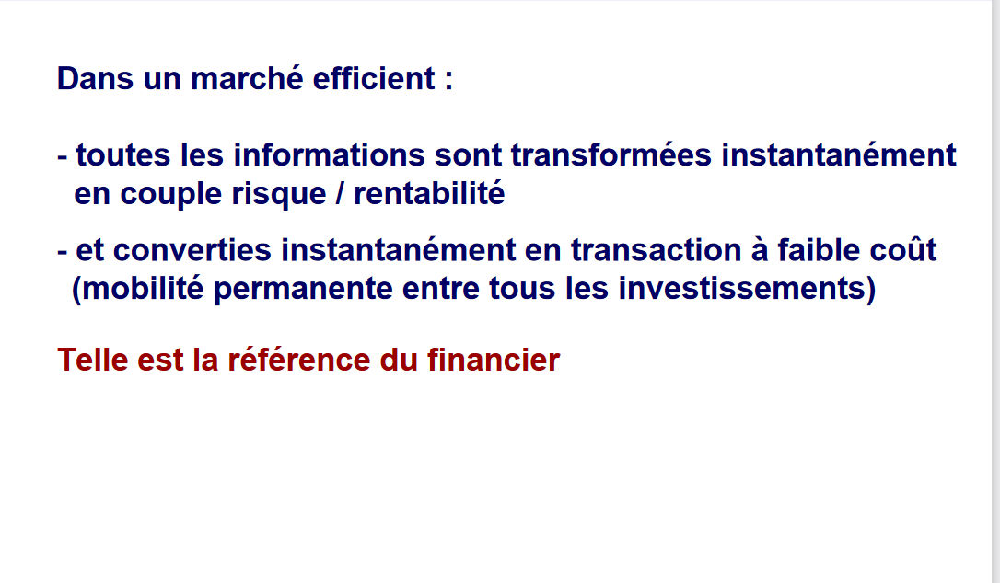 Dans un marché efficient :
- toutes les informations sont transformées instantanément
en couple risque / rentabilité
- et converties instantanément en transaction à faible coût
(mobilité permanente entre tous les investissements)
Telle est la référence du financier